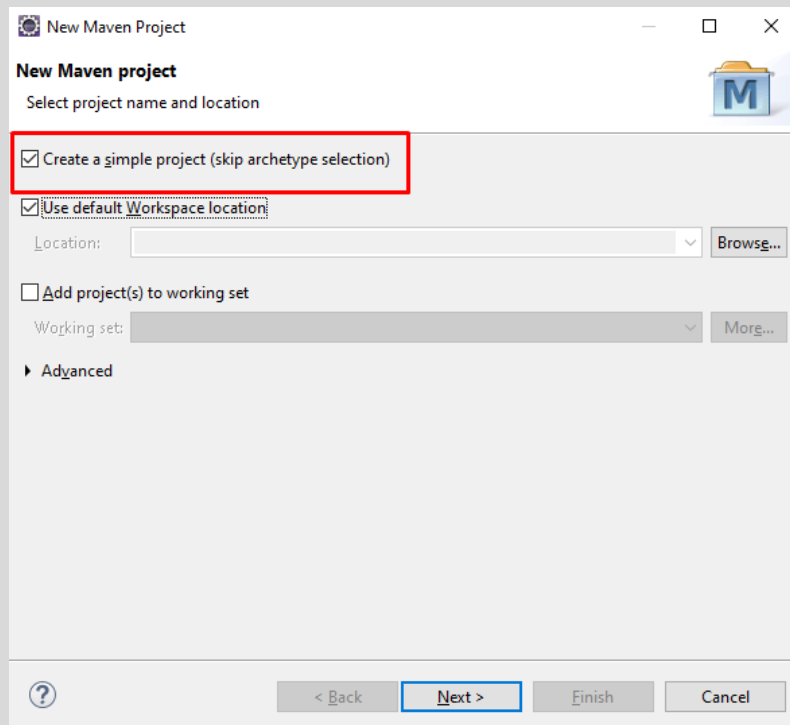 New Maven Project
New Maven project
Select project name and location
M
Create a simple project (skip archetype selection)
Use default Workspace location
Location:
Browse...
Add project(s) to working set
Working set:
More...
Advanced
?
< Back
Next >
Finish
Cancel